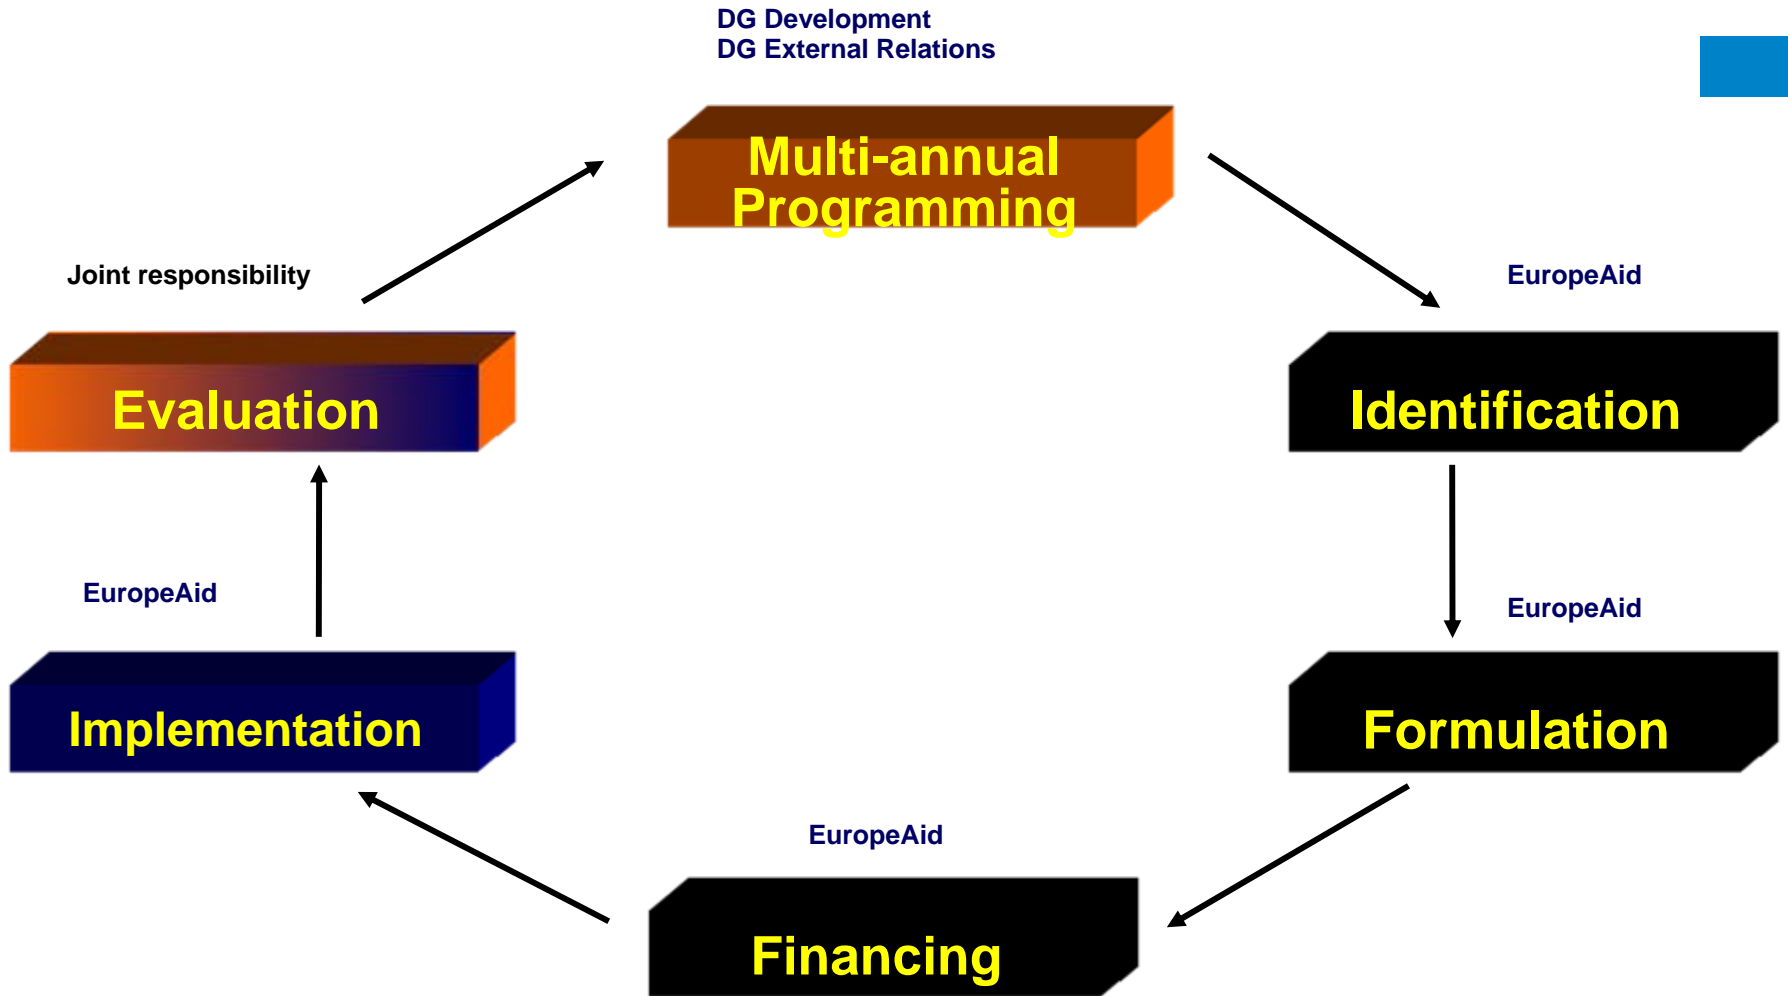 DG Development
DG External Relations
Multi-annual
Programming
Joint responsibility
EuropeAid
Evaluation
Identification
EuropeAid
EuropeAid
Implementation
Formulation
EuropeAid
Financing